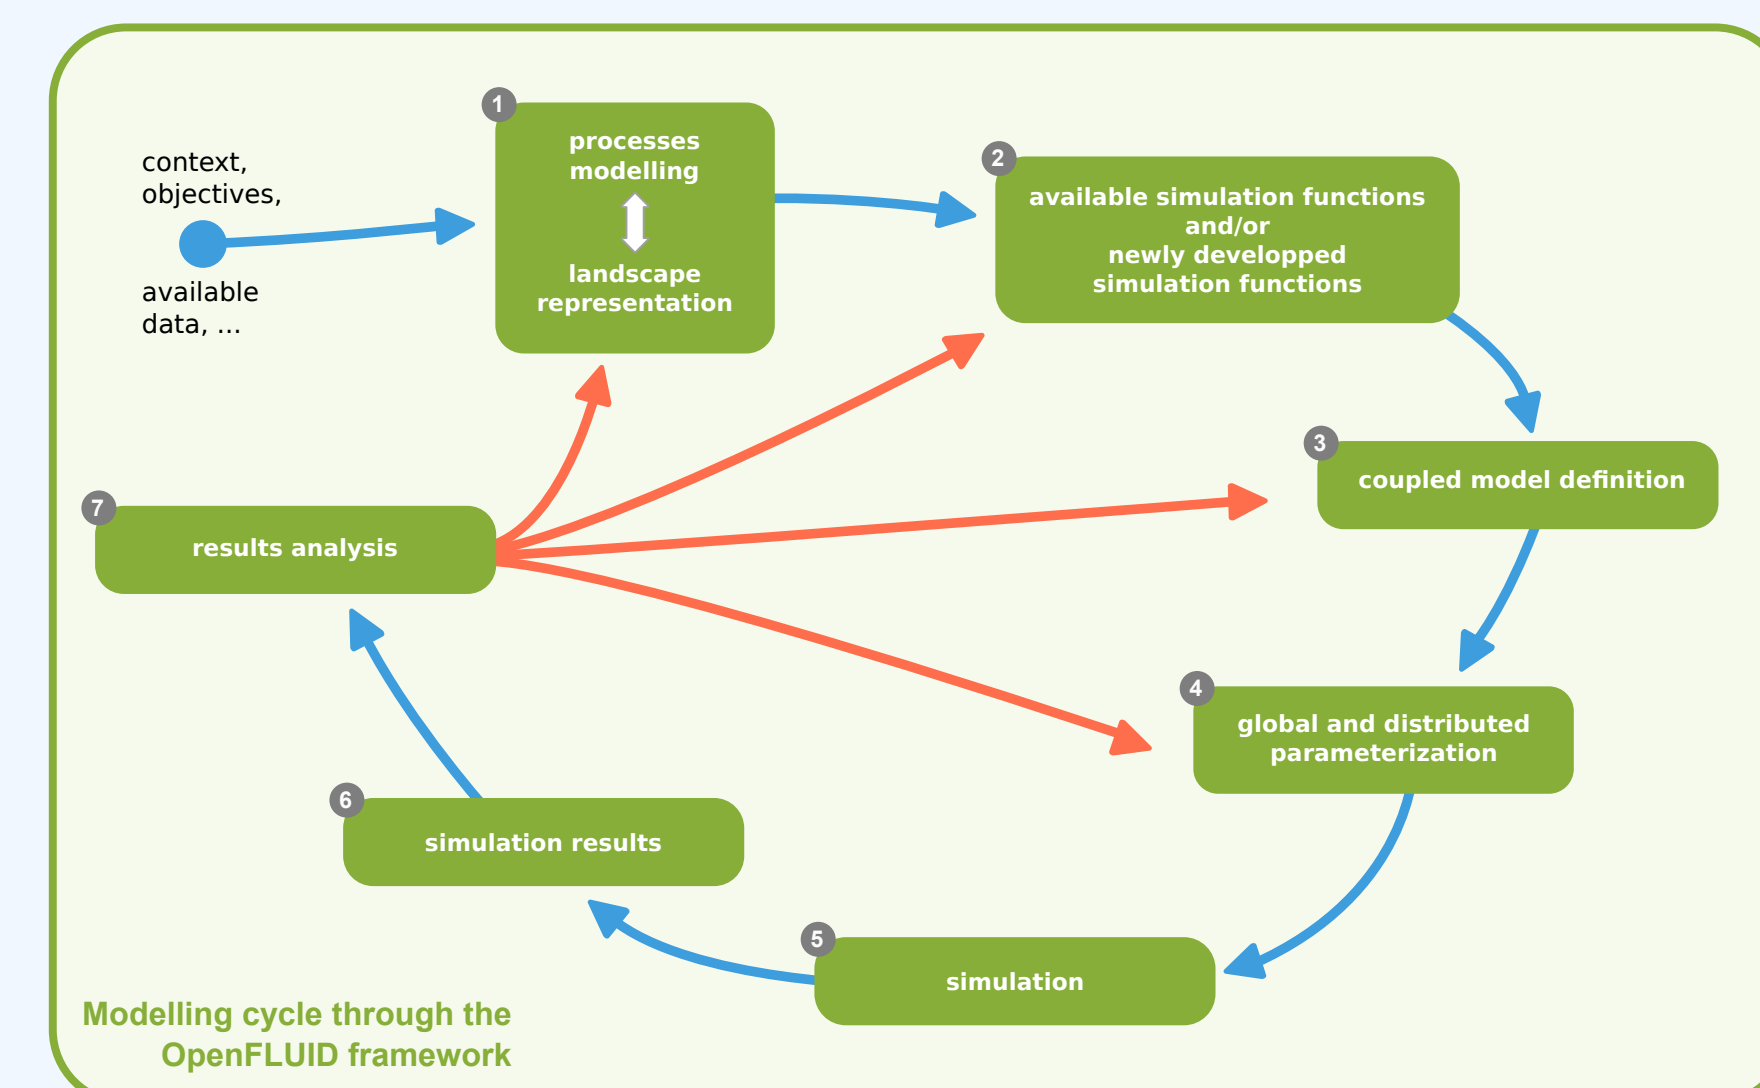 context,
objectives,
available
data, ...
1
processes
modelling
landscape
representation
2
available simulation functions
and/or
newly developped
simulation functions
3
coupled model definition
4
global and distributed
parameterization
5
simulation
6
simulation results
7
results analysis
Modelling cycle through the
OpenFLUID framework